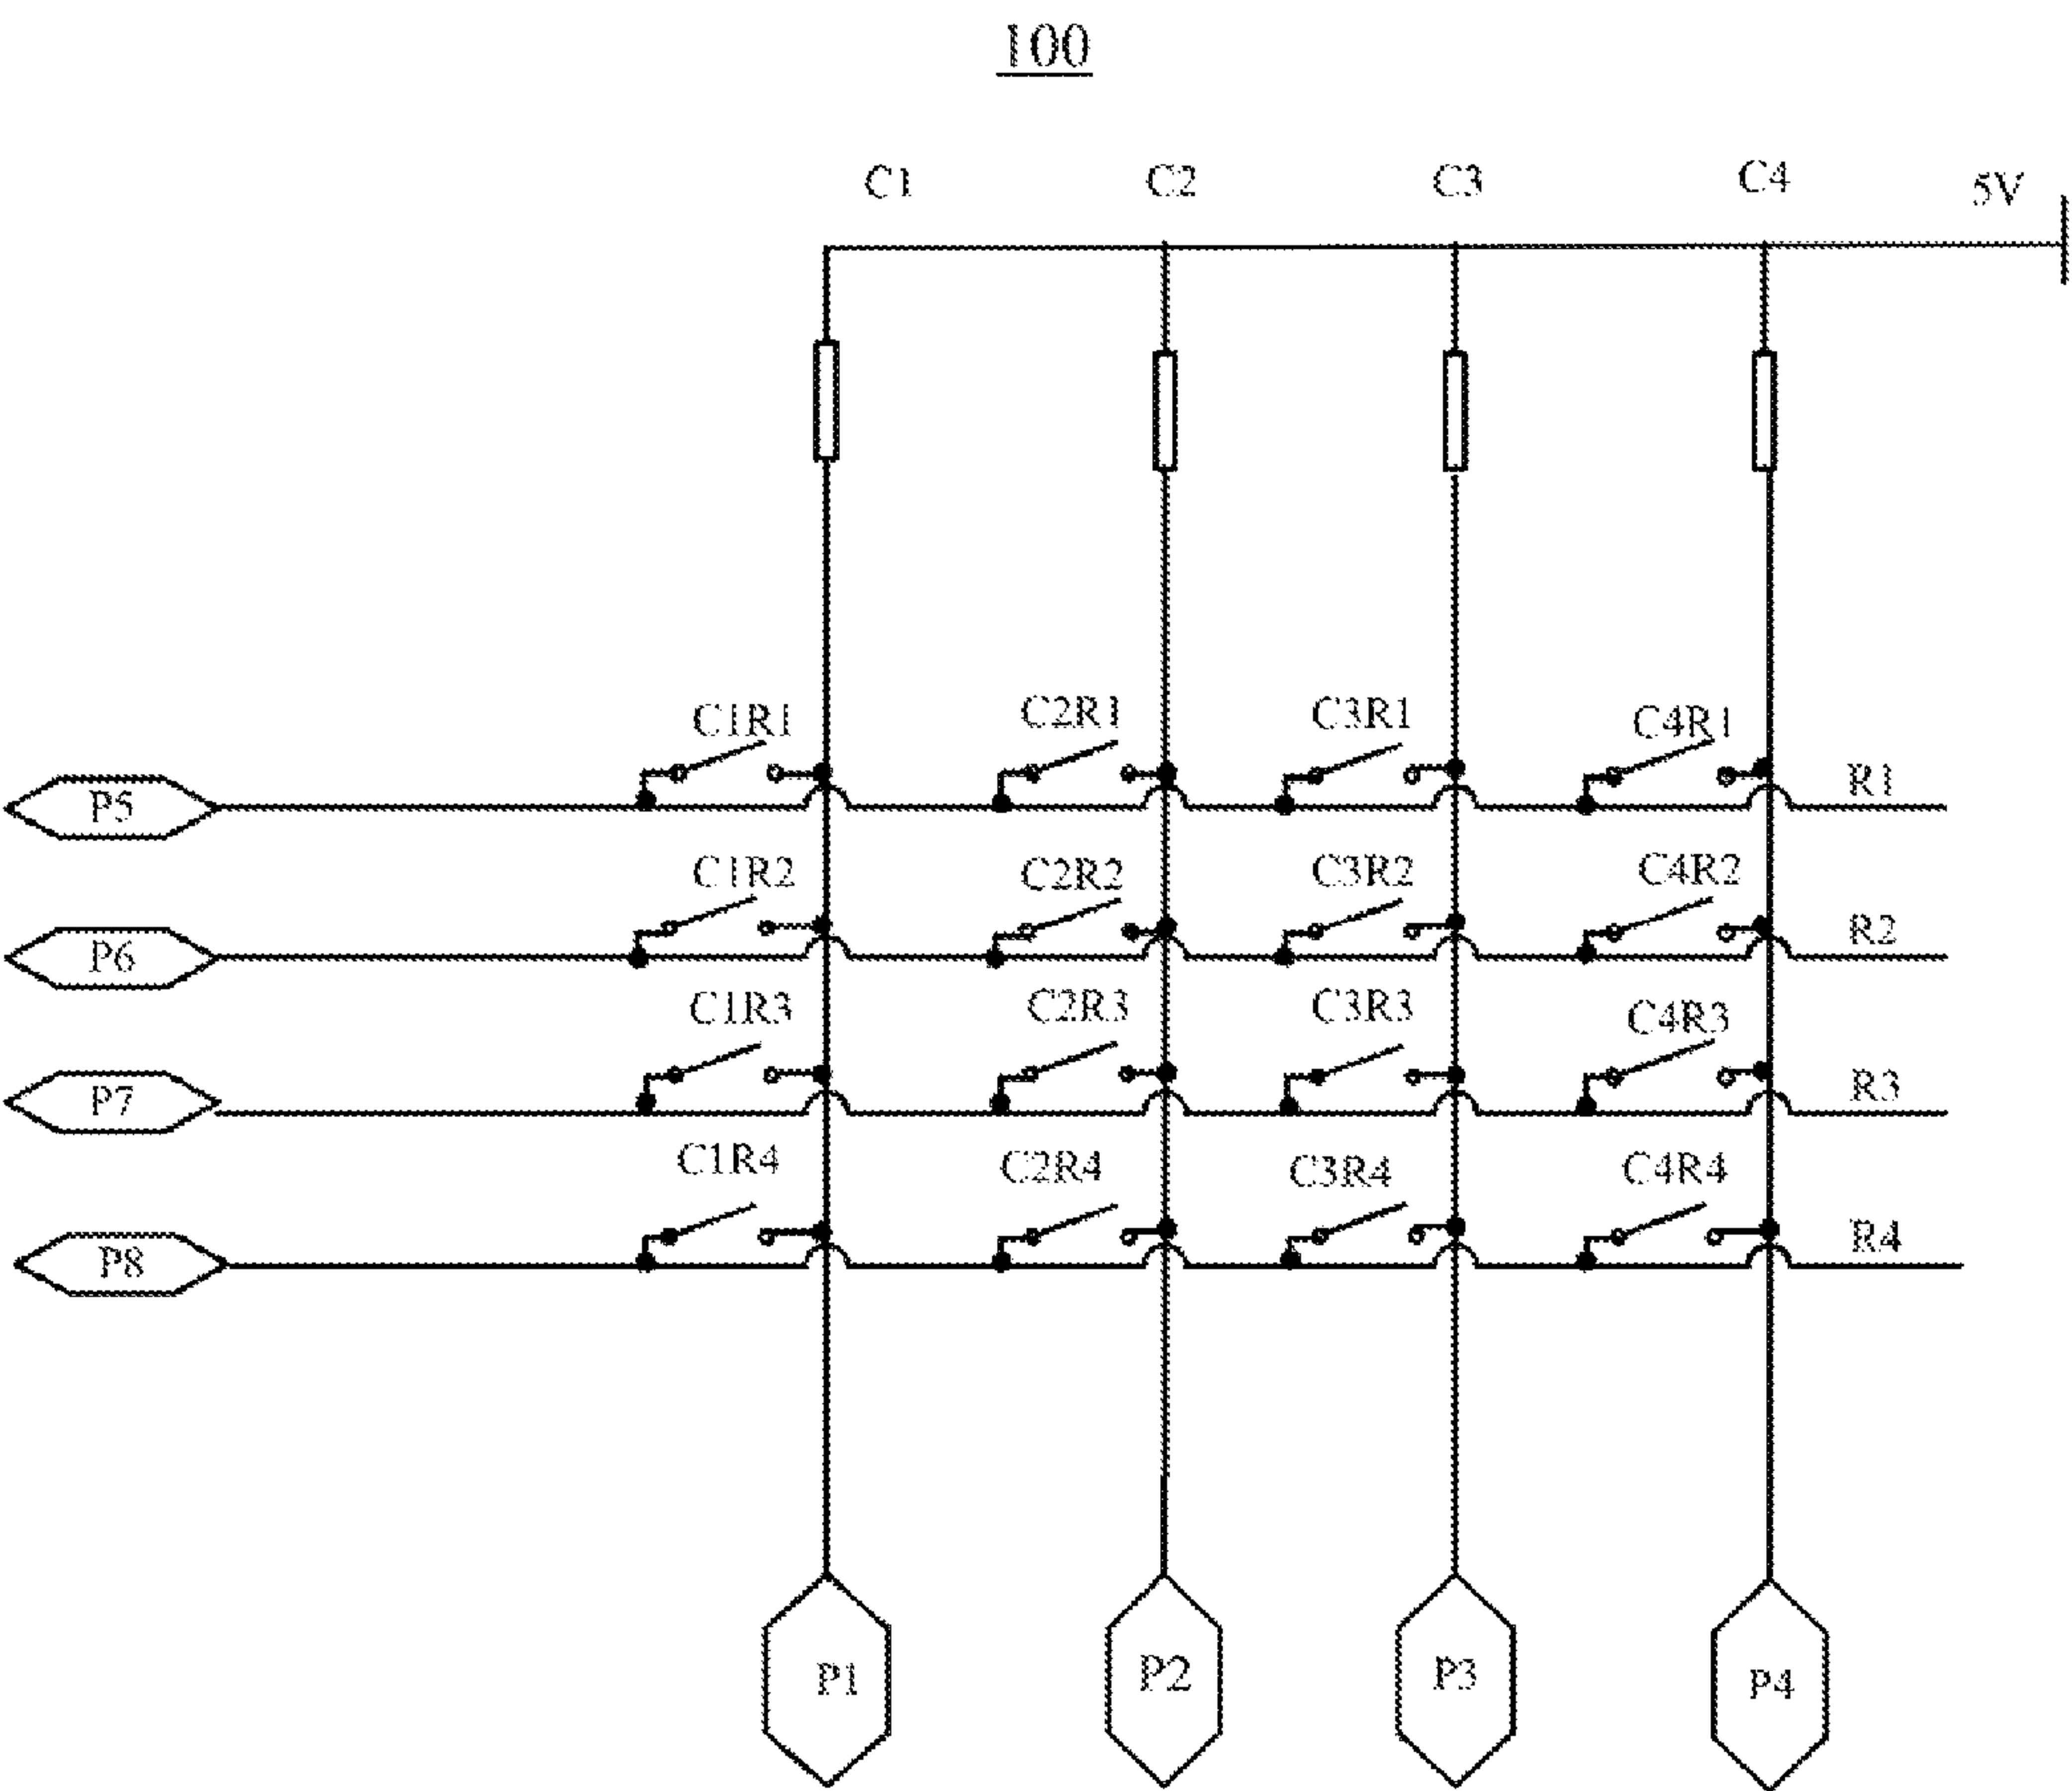 100
C1 C2 C3 C4 5V
C1R1 C2R1 C3R1 C4R1
P5 R1
C1R2 C2R2 C3R2 C4R2
P6 R2
C1R3 C2R3 C3R3 C4R3
P7 R3
C1R4 C2R4 C3R4 C4R4
P8 R4
P1 P2 P3 P4